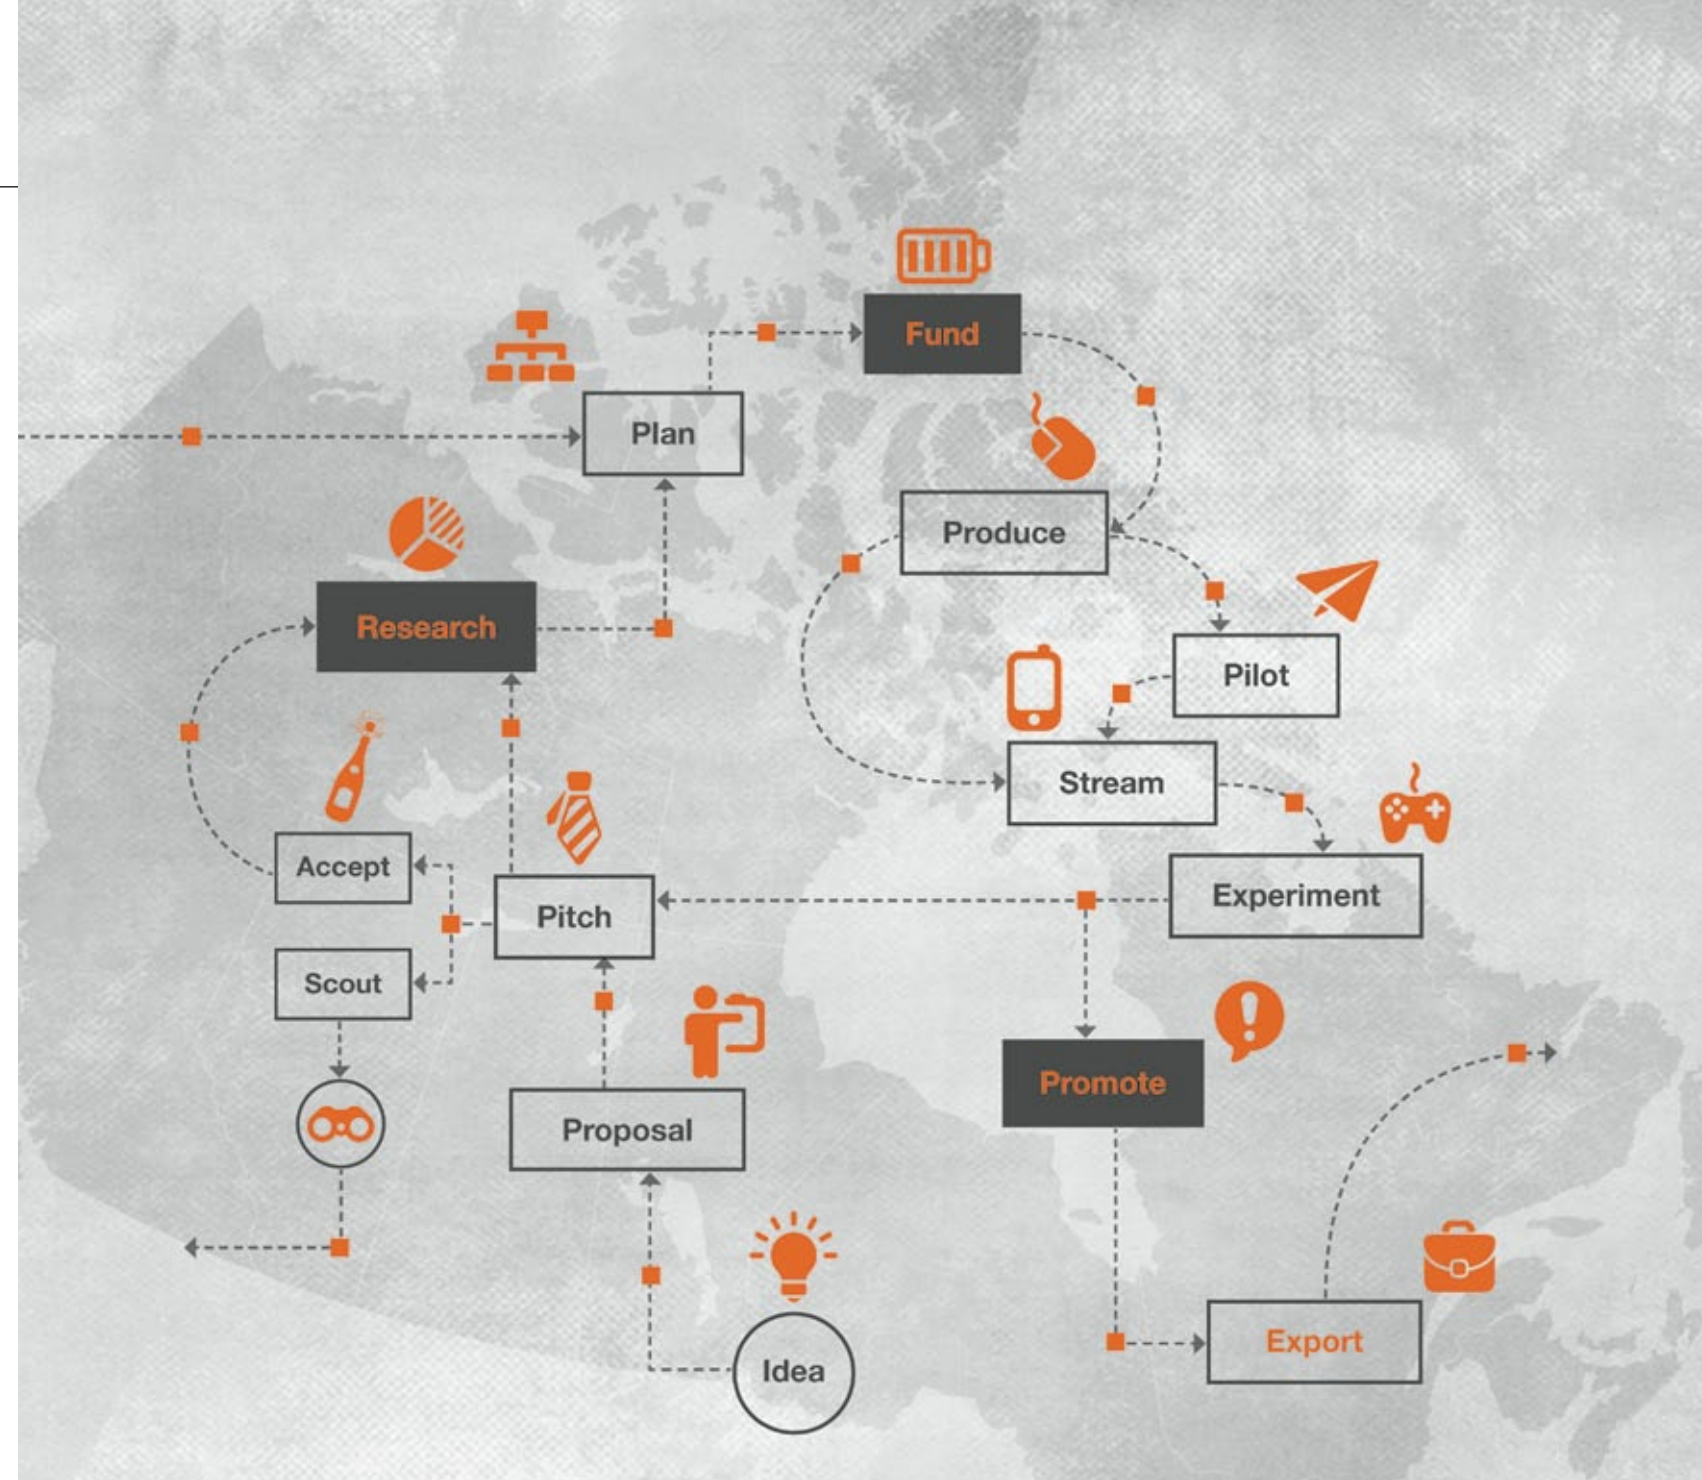 Fund
Plan
Produce
Research
Pilot
Stream
Accept
Experiment
Pitch
Scout
Promote
Proposal
Export
Idea